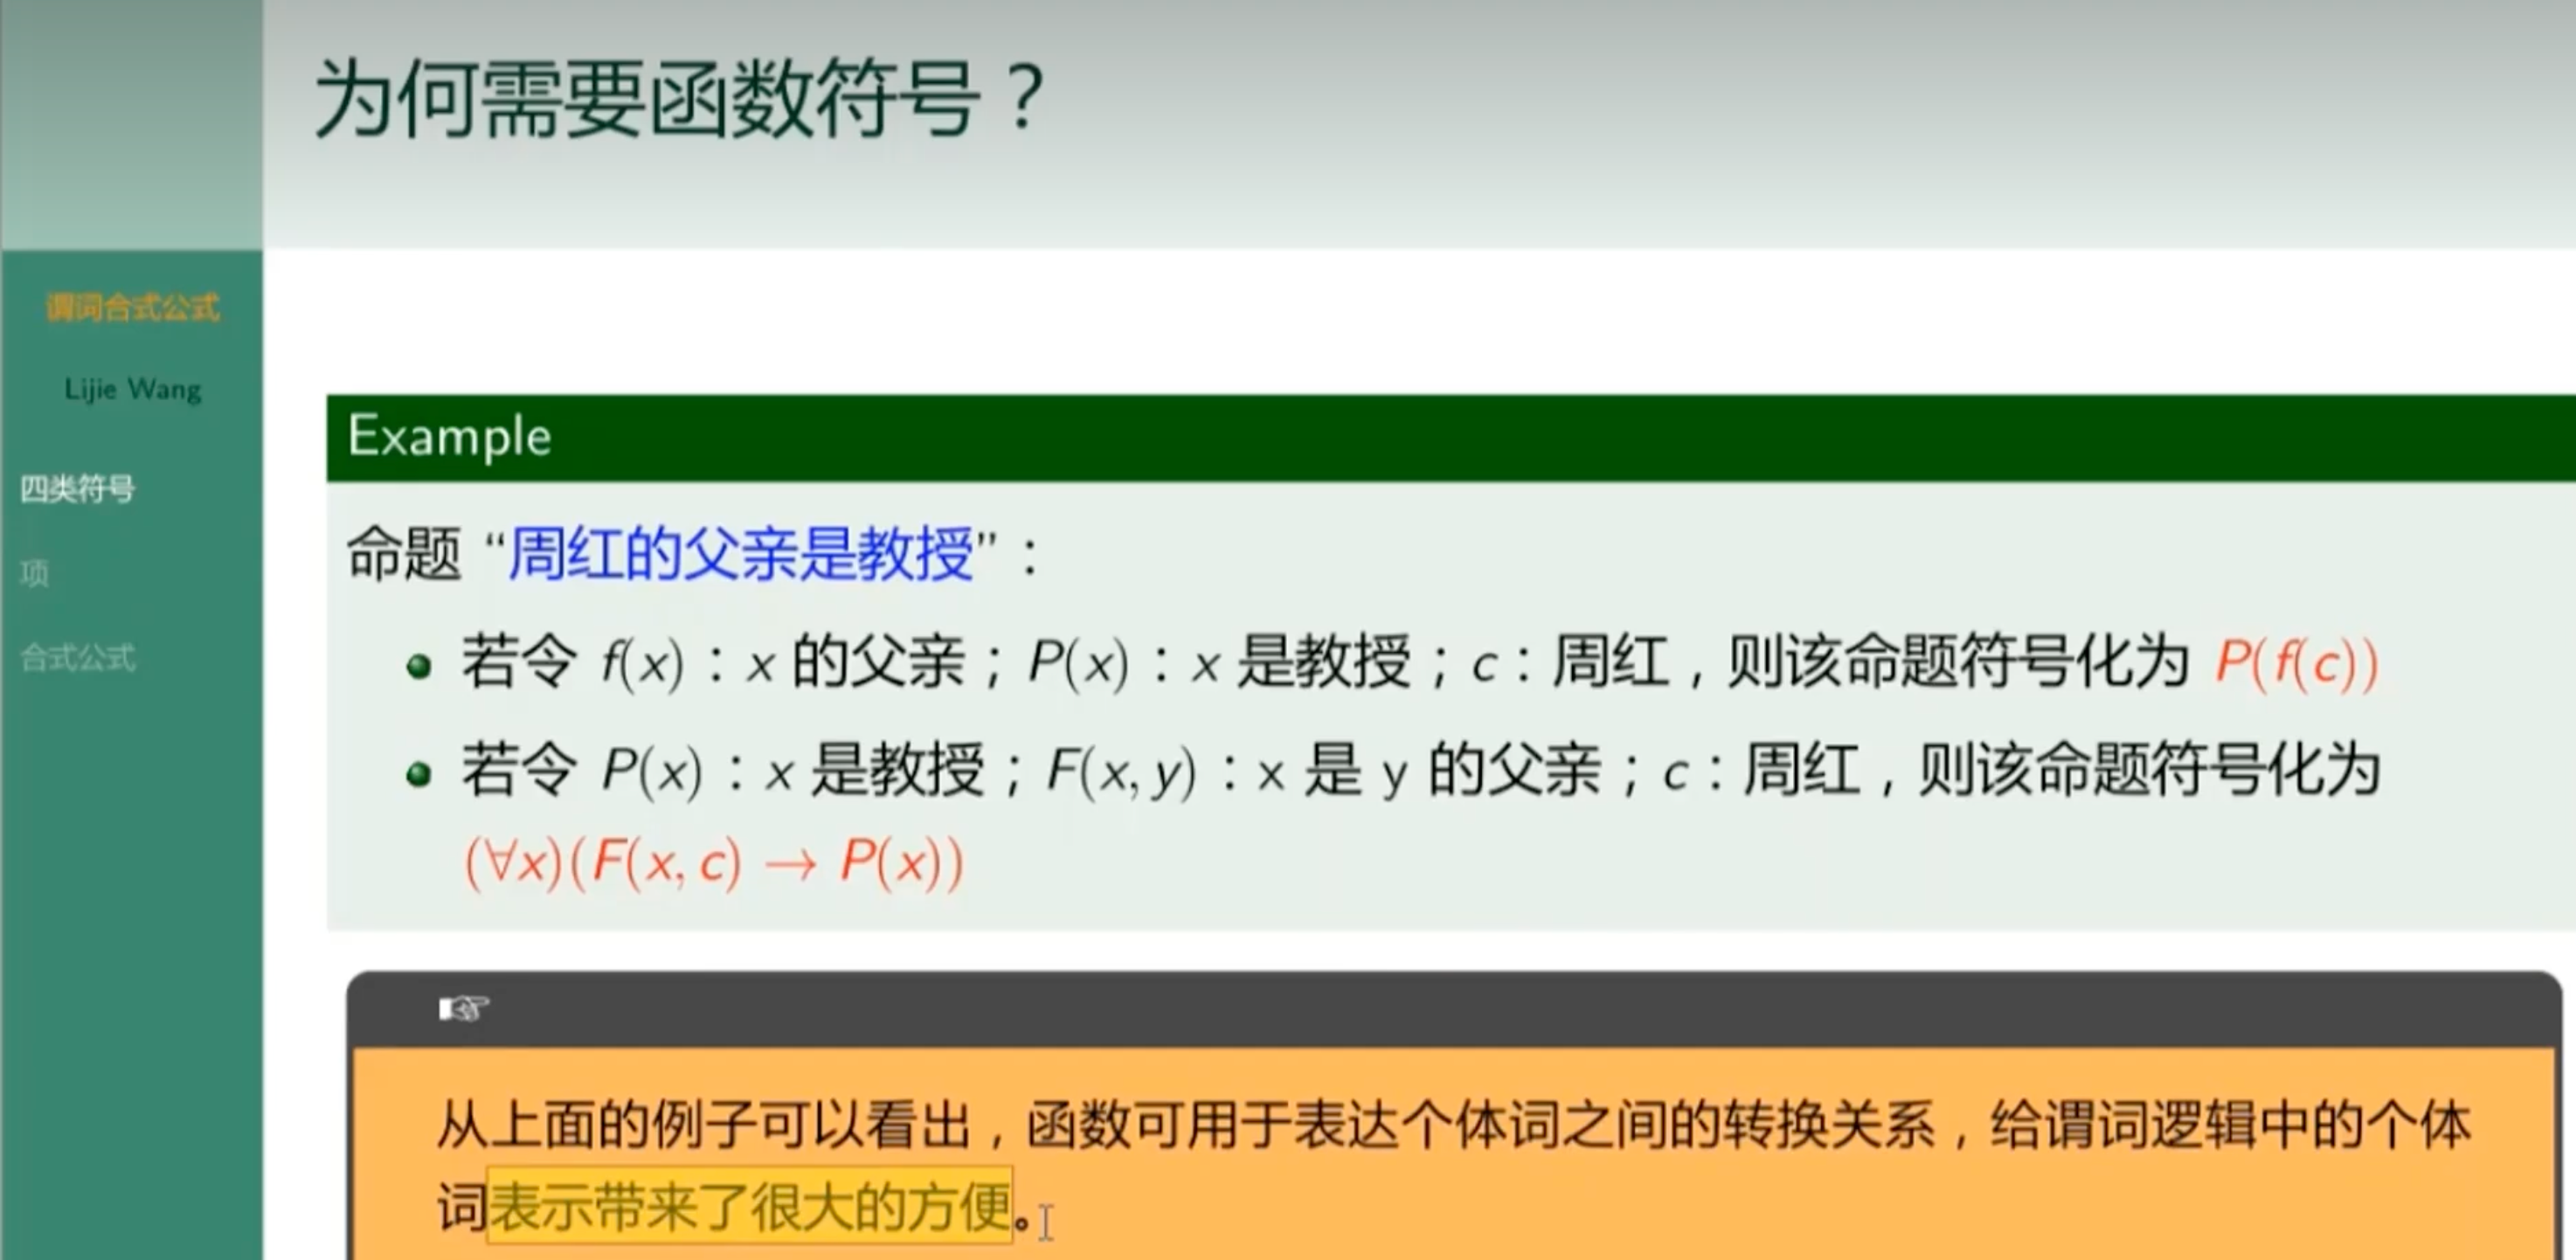 为何需要函数符号？
谓词合式公式
Lijie Wang
四类符号
项
合式公式
Example
命题 “周红的父亲是教授”：
若令 f(x)：x 的父亲；P(x)：x 是教授；c：周红，则该命题符号化为 P(f(c))
若令 P(x)：x 是教授；F(x, y)：x 是 y 的父亲；c：周红，则该命题符号化为
(∀x)(F(x, c) → P(x))
☞
从上面的例子可以看出，函数可用于表达个体词之间的转换关系，给谓词逻辑中的个体
词表示带来了很大的方便。